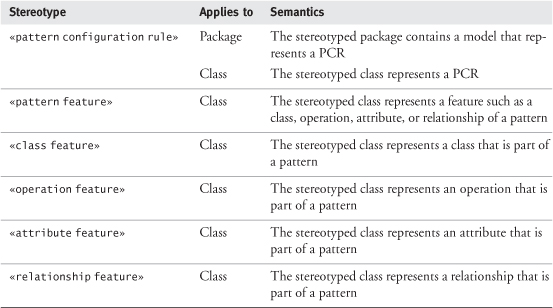 Stereotype Applies to Semantics
«pattern configuration rule» Package The stereotyped package contains a model that rep-
resents a PCR
Class The stereotyped class represents a PCR
«pattern feature» Class The stereotyped class represents a feature such as a
class, operation, attribute, or relationship of a pattern
«class feature» Class The stereotyped class represents a class that is part of
a pattern
«operation feature» Class The stereotyped class represents an operation that is
part of a pattern
«attribute feature» Class The stereotyped class represents an attribute that is
part of a pattern
«relationship feature» Class The stereotyped class represents a relationship that is
part of a pattern